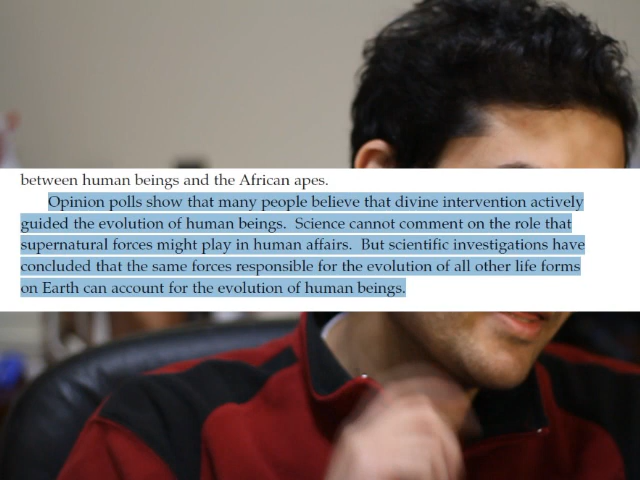 between human beings and the African apes.
Opinion polls show that many people believe that divine intervention actively
guided the evolution of human beings.  Science cannot comment on the role that
supernatural forces might play in human affairs.  But scientific investigations have
concluded that the same forces responsible for the evolution of all other life forms
on Earth can account for the evolution of human beings.